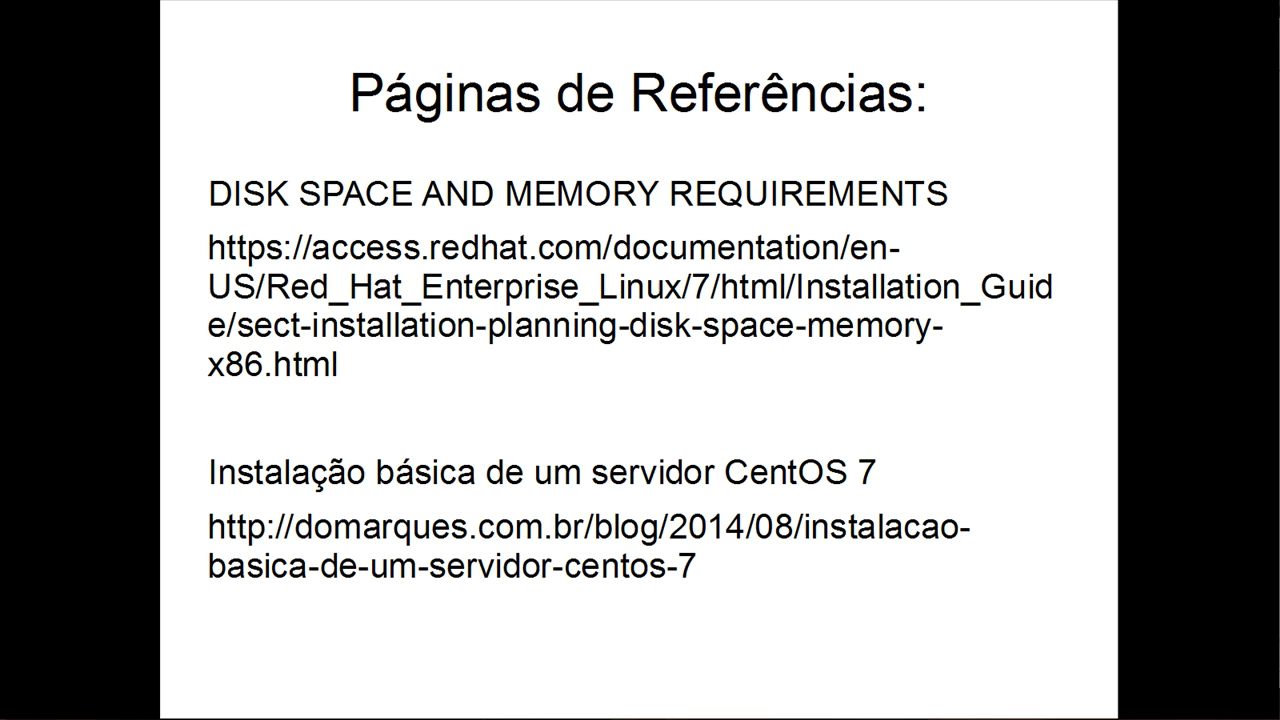 Páginas de Referências:
DISK SPACE AND MEMORY REQUIREMENTS
https://access.redhat.com/documentation/en-
US/Red_Hat_Enterprise_Linux/7/html/Installation_Guid
e/sect-installation-planning-disk-space-memory-
x86.html
Instalação básica de um servidor CentOS 7
http://domarques.com.br/blog/2014/08/instalacao-
basica-de-um-servidor-centos-7